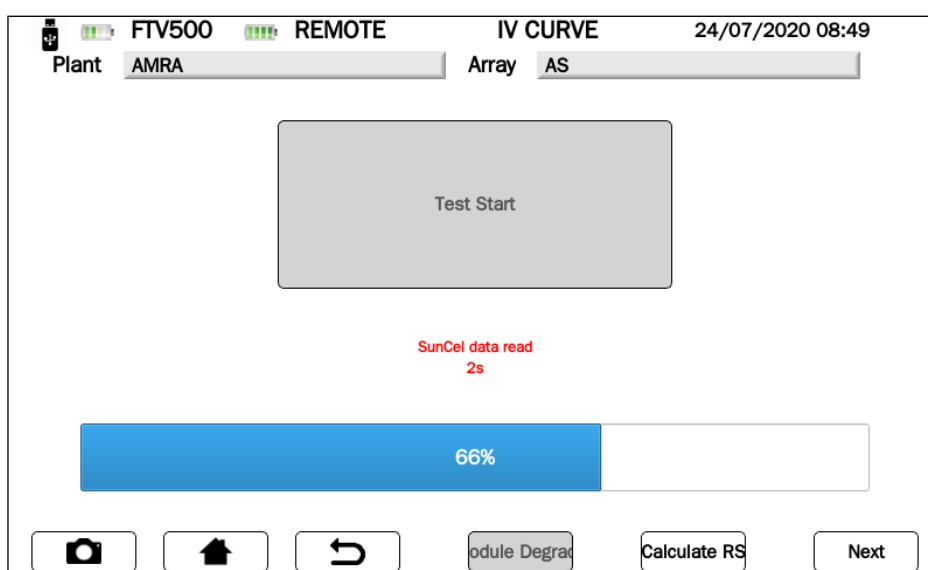 FTV500 REMOTE IV CURVE 24/07/2020 08:49
Plant AMRA Array AS
Test Start
SunCel data read
2s
66%
odule Degrad Calculate RS Next